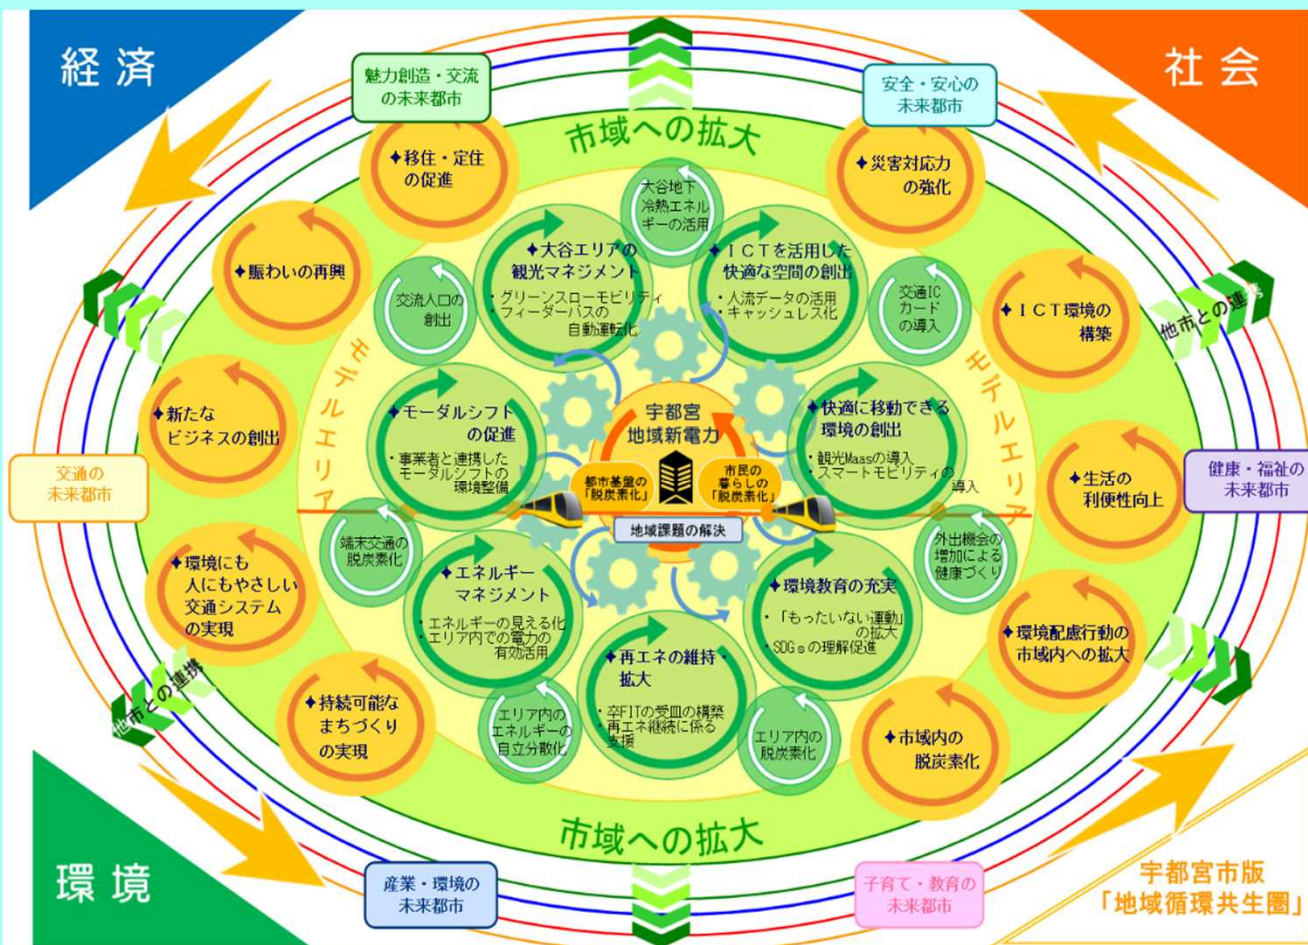 経済
社会
魅力創造・交流
の未来都市
安全・安心の
未来都市
市域への拡大
✦移住・定住
の促進
✦災害対応力
の強化
大谷地下
冷熱エネル
ギーの活用
✦賑わいの再興
✦大谷エリアの
観光マネジメント
・グリーンスローモビリティ
・フィーダーバスの
自動運転化
✦ICTを活用した
快適な空間の創出
・人流データの活用
・キャッシュレス化
交流人口の
創出
交通IC
カード
の導入
✦ICT環境の
構築
他市との連携
モデルエリア
モデルエリア
✦新たな
ビジネスの創出
✦モーダルシフト
の促進
・事業者と連携した
モーダルシフトの
環境整備
宇都宮
地域新電力
都市基盤の
「脱炭素化」
市民の
暮らしの
「脱炭素化」
地域課題の解決
✦快適に移動できる
環境の創出
・観光Maasの導入
・スマートモビリティの
導入
✦生活の
利便性向上
交通の
未来都市
健康・福祉の
未来都市
端末交通の
脱炭素化
外出機会の
増加による
健康づくり
✦環境にも
人にもやさしい
交通システム
の実現
✦エネルギー
マネジメント
・エネルギーの見える化
・エリア内での電力の
有効活用
✦環境教育の充実
・「もったいない運動」
の拡大
・SDGsの理解促進
✦環境配慮行動の
市域内への拡大
他市との連携
✦持続可能な
まちづくり
の実現
エリア内の
エネルギーの
自立分散化
✦再エネの維持・
拡大
・卒FITの受皿の構築
・再エネ継続に係る
支援
エリア内の
脱炭素化
✦市域内の
脱炭素化
市域への拡大
環境
産業・環境の
未来都市
子育て・教育の
未来都市
宇都宮市版
「地域循環共生圏」